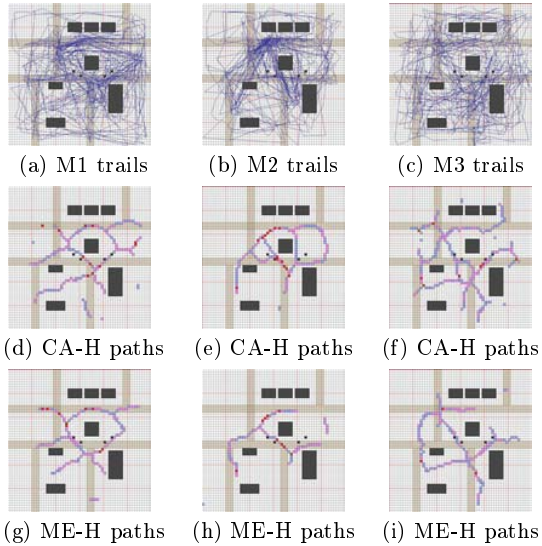 (a) M1 trails
(b) M2 trails
(c) M3 trails
(d) CA-H paths
(e) CA-H paths
(f) CA-H paths
(g) ME-H paths
(h) ME-H paths
(i) ME-H paths